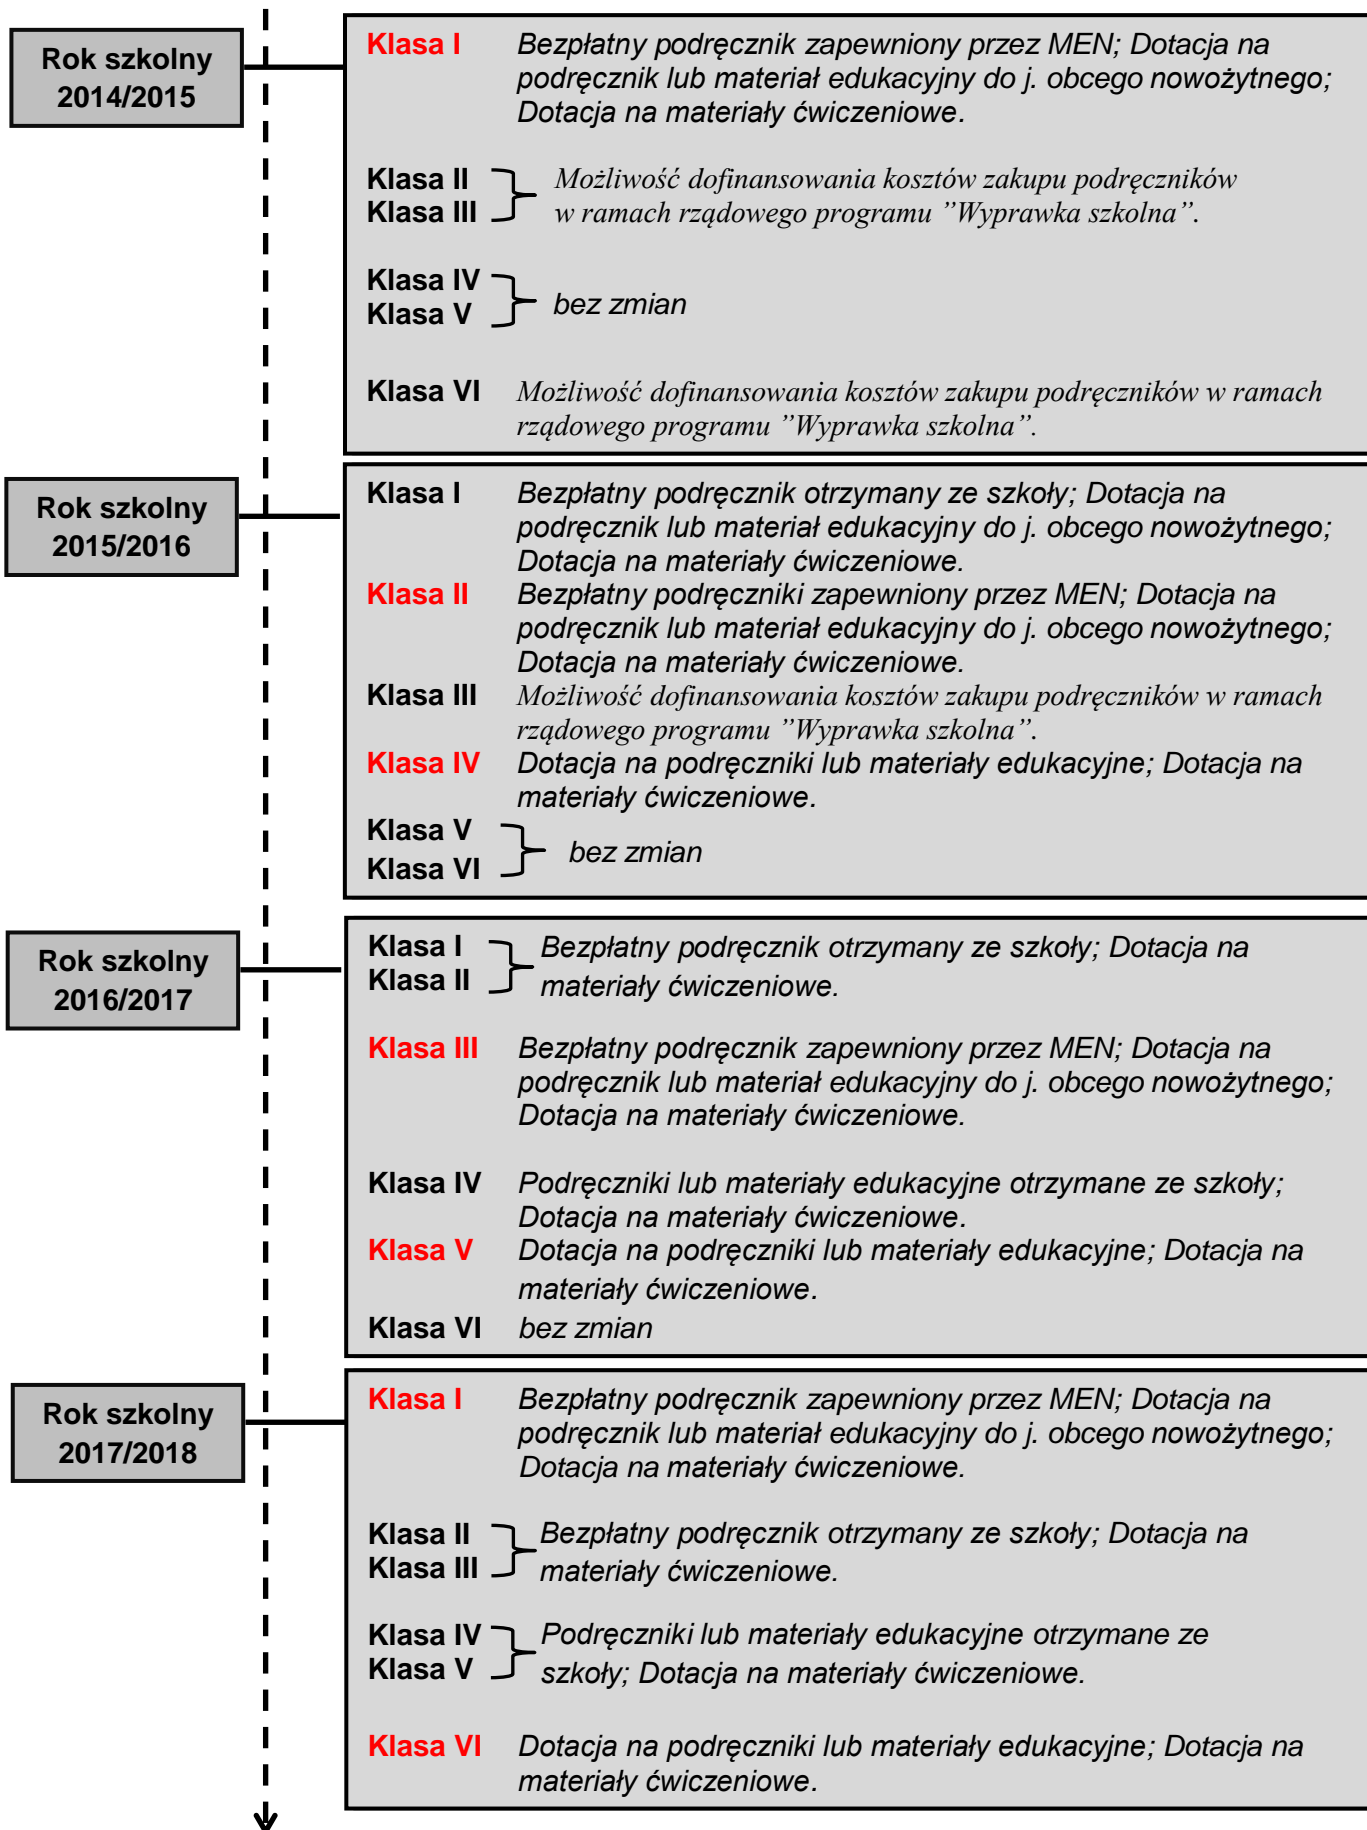 Rok szkolny
2014/2015
Klasa I Bezpłatny podręcznik zapewniony przez MEN; Dotacja na
podręcznik lub materiał edukacyjny do j. obcego nowożytnego;
Dotacja na materiały ćwiczeniowe.
Klasa II Możliwość dofinansowania kosztów zakupu podręczników
Klasa III w ramach rządowego programu ”Wyprawka szkolna”.
Klasa IV
Klasa V
bez zmian
Klasa VI Możliwość dofinansowania kosztów zakupu podręczników w ramach
rządowego programu ”Wyprawka szkolna”.
Rok szkolny
2015/2016
Klasa I Bezpłatny podręcznik otrzymany ze szkoły; Dotacja na
podręcznik lub materiał edukacyjny do j. obcego nowożytnego;
Dotacja na materiały ćwiczeniowe.
Klasa II Bezpłatny podręczniki zapewniony przez MEN; Dotacja na
podręcznik lub materiał edukacyjny do j. obcego nowożytnego;
Dotacja na materiały ćwiczeniowe.
Klasa III Możliwość dofinansowania kosztów zakupu podręczników w ramach
rządowego programu ”Wyprawka szkolna”.
Klasa IV Dotacja na podręczniki lub materiały edukacyjne; Dotacja na
materiały ćwiczeniowe.
Klasa V
Klasa VI
bez zmian
Rok szkolny
2016/2017
Klasa I Bezpłatny podręcznik otrzymany ze szkoły; Dotacja na
Klasa II materiały ćwiczeniowe.
Klasa III Bezpłatny podręcznik zapewniony przez MEN; Dotacja na
podręcznik lub materiał edukacyjny do j. obcego nowożytnego;
Dotacja na materiały ćwiczeniowe.
Klasa IV Podręczniki lub materiały edukacyjne otrzymane ze szkoły;
Dotacja na materiały ćwiczeniowe.
Klasa V Dotacja na podręczniki lub materiały edukacyjne; Dotacja na
materiały ćwiczeniowe.
Klasa VI bez zmian
Rok szkolny
2017/2018
Klasa I Bezpłatny podręcznik zapewniony przez MEN; Dotacja na
podręcznik lub materiał edukacyjny do j. obcego nowożytnego;
Dotacja na materiały ćwiczeniowe.
Klasa II Bezpłatny podręcznik otrzymany ze szkoły; Dotacja na
Klasa III materiały ćwiczeniowe.
Klasa IV Podręczniki lub materiały edukacyjne otrzymane ze
Klasa V szkoły; Dotacja na materiały ćwiczeniowe.
Klasa VI Dotacja na podręczniki lub materiały edukacyjne; Dotacja na
materiały ćwiczeniowe.